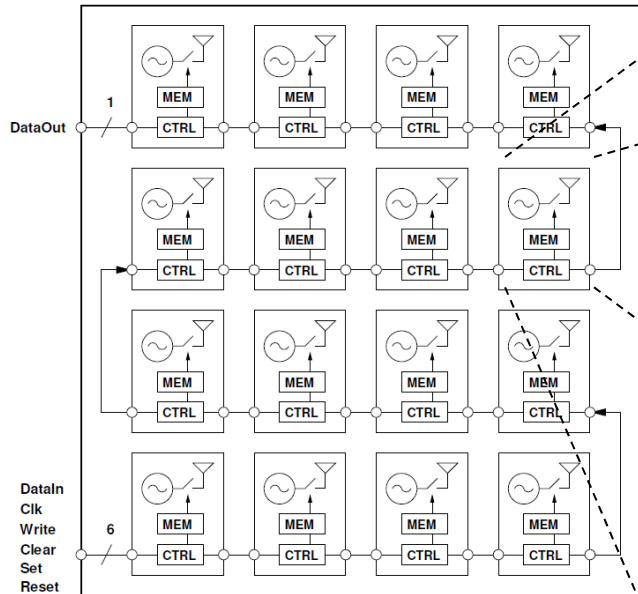 MEM MEM MEM MEM
1
DataOut CTRL CTRL CTRL CTRL
MEM MEM MEM MEM
CTRL CTRL CTRL CTRL
MEM MEM MEM MEM
CTRL CTRL CTRL CTRL
DataIn
Clk
Write 6 MEM MEM MEM MEM
Clear CTRL CTRL CTRL CTRL
Set
Reset